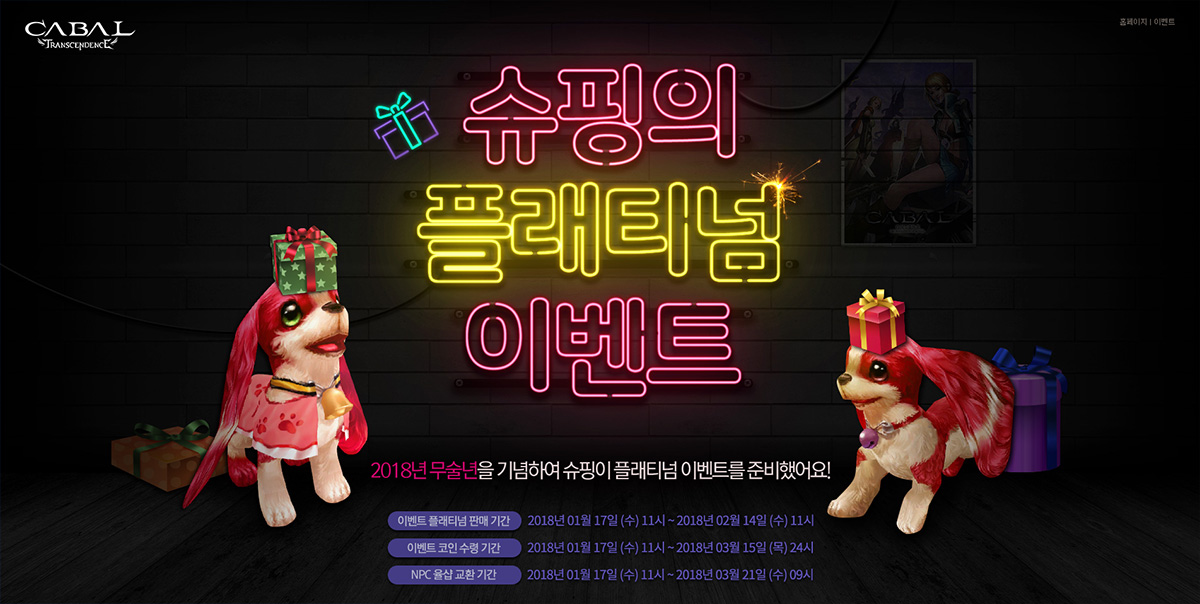 CABAL
TRANSCENDENCE
홈페이지 | 이벤트
슈핑의
플래티넘
이벤트
CABAL
2018년 무술년을 기념하여 슈핑이 플래티넘 이벤트를 준비했어요!
이벤트 플래티넘 판매 기간 2018년 01월 17일 (수) 11시 ~ 2018년 02월 14일 (수) 11시
이벤트 코인 수령 기간 2018년 01월 17일 (수) 11시 ~ 2018년 03월 15일 (목) 24시
NPC 율샵 교환 기간 2018년 01월 17일 (수) 11시 ~ 2018년 03월 21일 (수) 09시